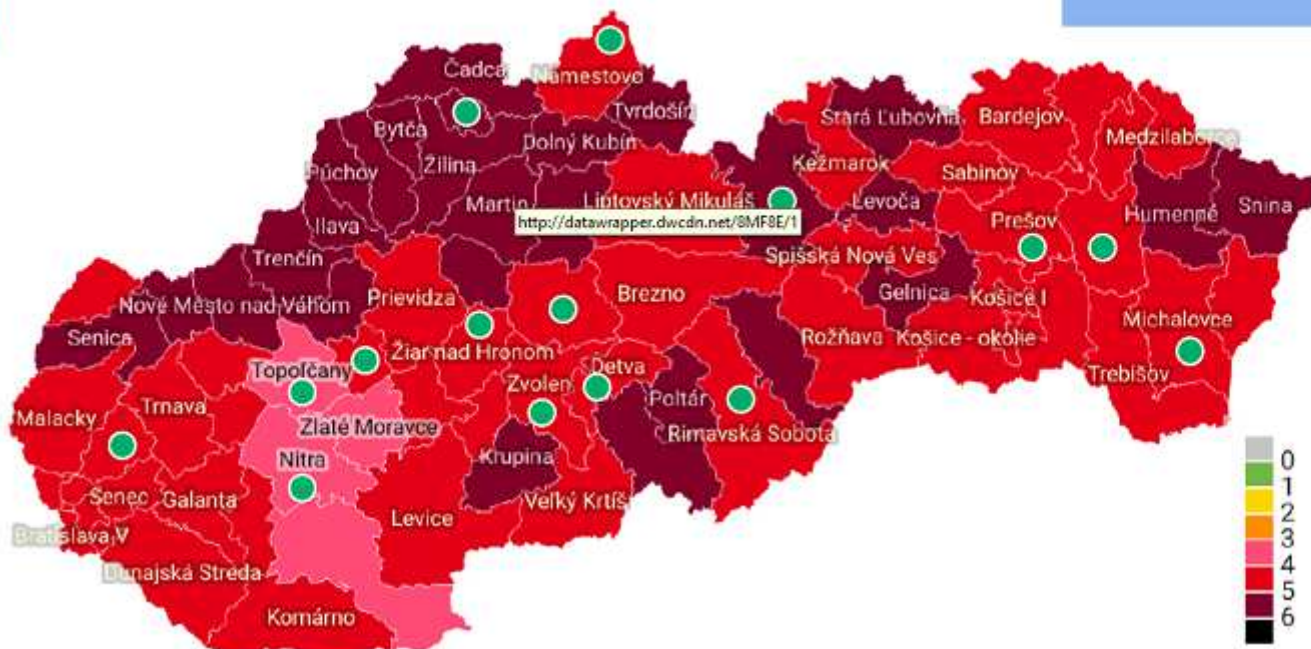 Čadca
Námestovo
Tvrdošín
Bytča
Dolný Kubín
Žilina
Púchov
Martin
Liptovský Mikuláš
http://datawrapper.dwcdn.net/8MF8E/1
Ilava
Trenčín
Nové Mesto nad Váhom
Prievidza
Senica
Stará Ľubovňa
Bardejov
Medzilaborce
Kežmarok
Sabinov
Levoča
Prešov
Humenné
Snina
Spišská Nová Ves
Brezno
Gelnica
Košice I
Michalovce
Žiar nad Hronom
Rožňava
Košice - okolie
Trebišov
Topoľčany
Detva
Zvolen
Poltár
Malacky
Trnava
Zlaté Moravce
Rimavská Sobota
Nitra
Krupina
Senec
Galanta
Levice
Veľký Krtíš
Bratislava V
Dunajská Streda
Komárno
0
1
2
3
4
5
6